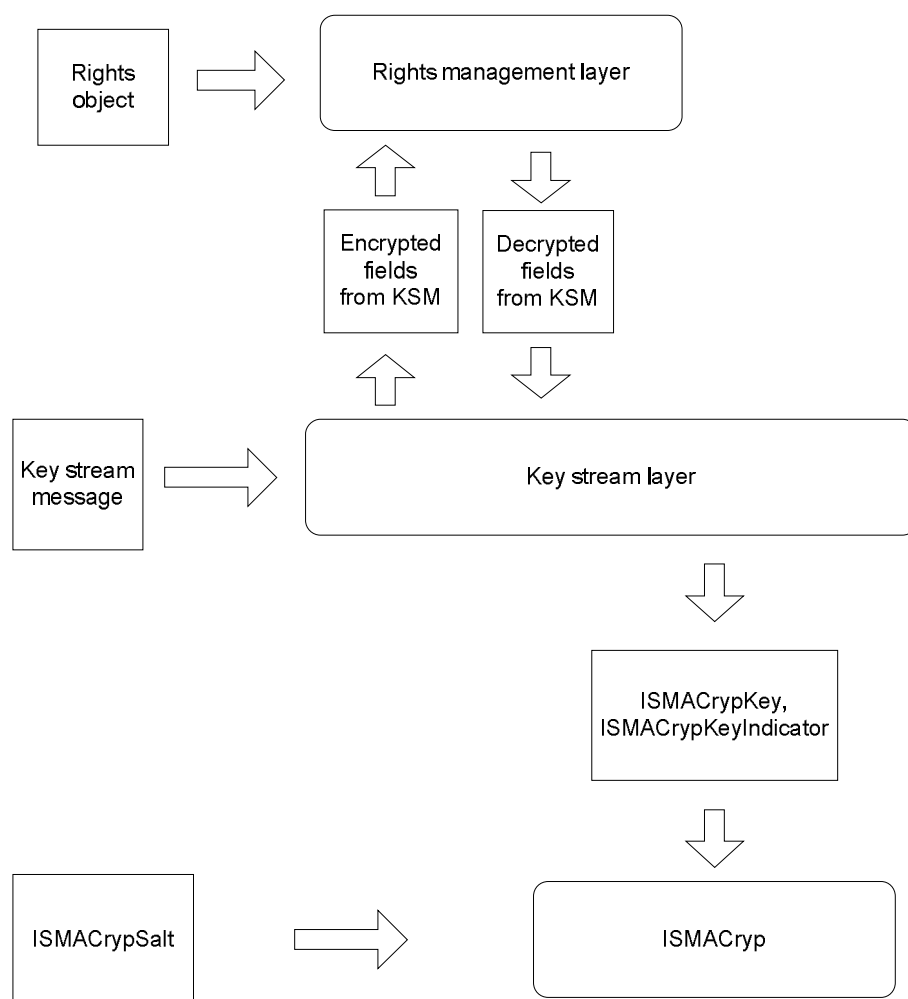 Rights
object
Rights management layer
Encrypted
fields
from KSM
Decrypted
fields
from KSM
Key stream
message
Key stream layer
ISMACrypKey,
ISMACrypKeyIndicator
ISMACrypSalt
ISMACryp